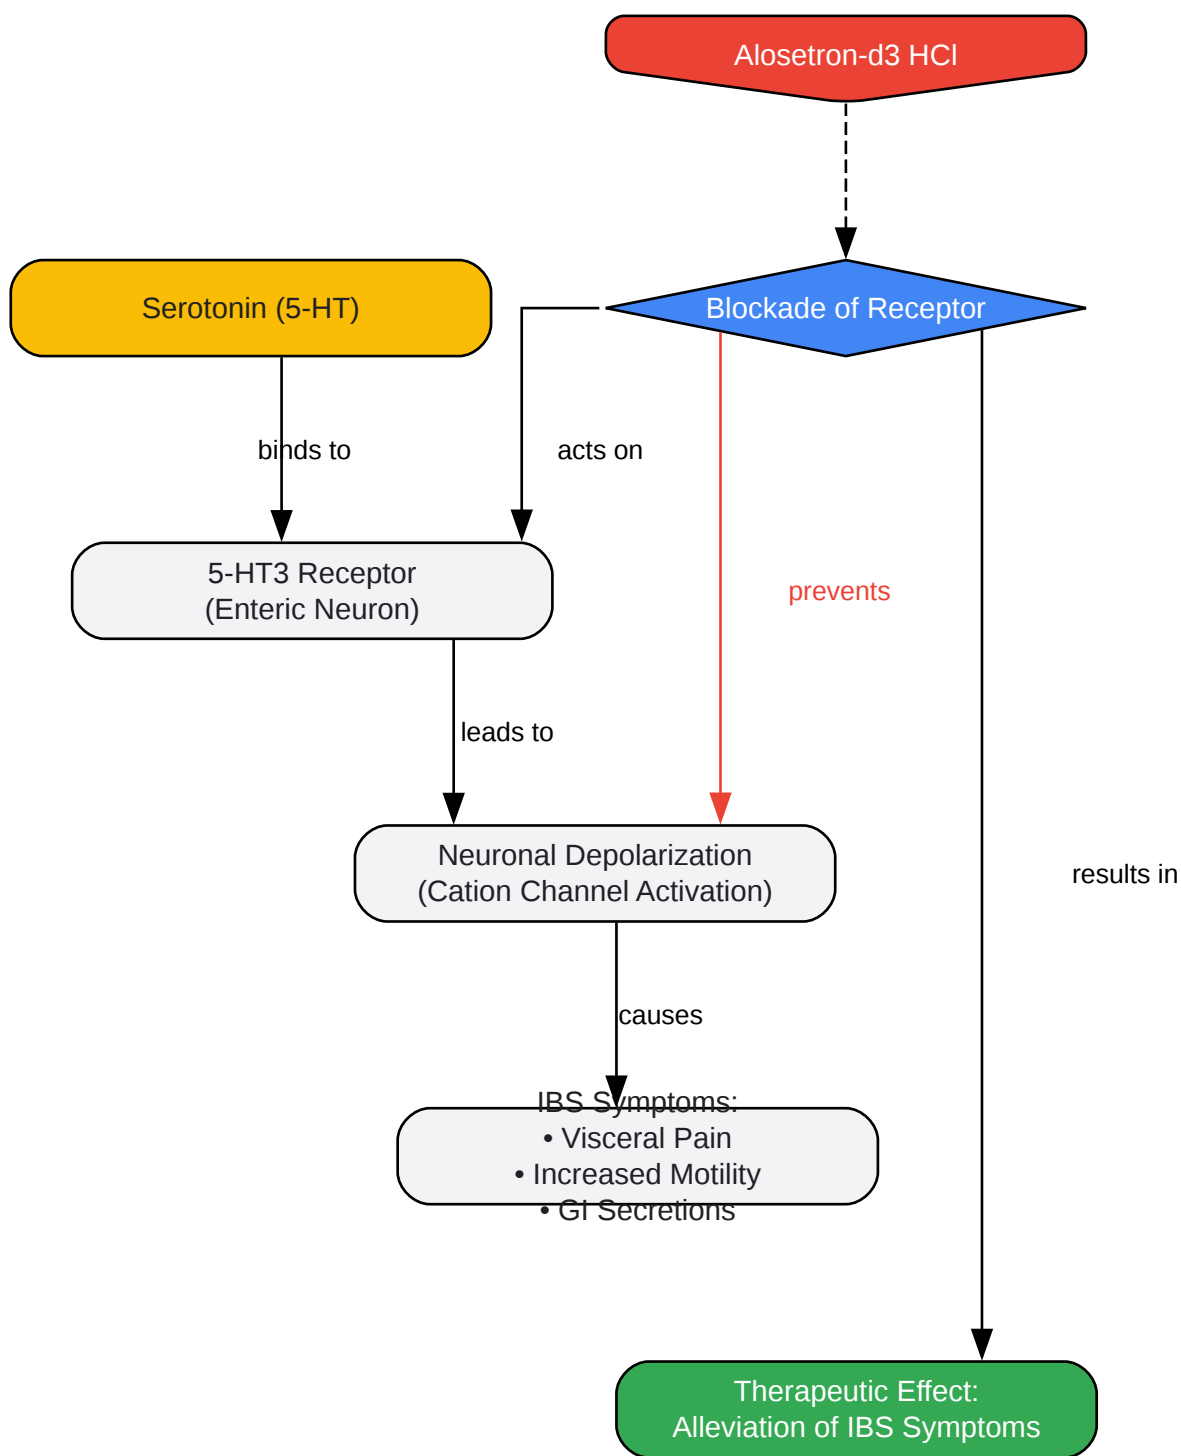 Alosetron-d3 HCl
Serotonin (5-HT)
Blockade of Receptor
binds to
acts on
5-HT3 Receptor
(Enteric Neuron)
prevents
leads to
Neuronal Depolarization
(Cation Channel Activation)
results in
causes
IBS Symptoms:
• Visceral Pain
• Increased Motility
• GI Secretions
Therapeutic Effect:
Alleviation of IBS Symptoms